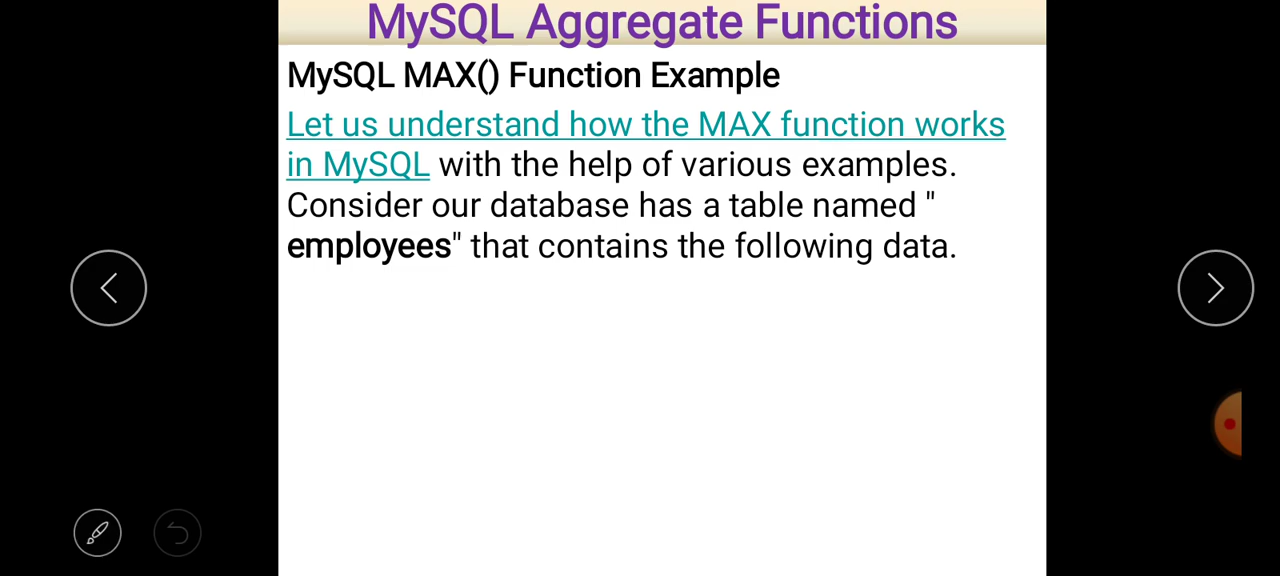 MySQL Aggregate Functions
MySQL MAX() Function Example
Let us understand how the MAX function works
in MySQL with the help of various examples.
Consider our database has a table named "
employees" that contains the following data.